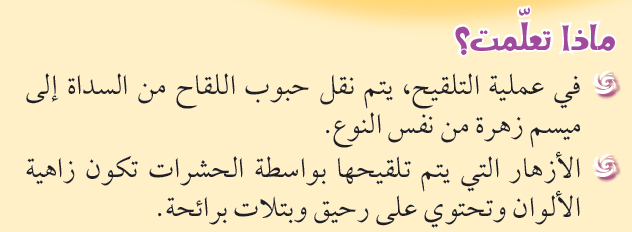 ماذا تعلّمت؟
في عملية التلقيح، يتم نقل حبوب اللقاح من السداة إلى
ميسم زهرة من نفس النوع.
الأزهار التي يتم تلقيحها بواسطة الحشرات تكون زاهية
الألوان وتحتوي على رحيق وبتلات برائحة.